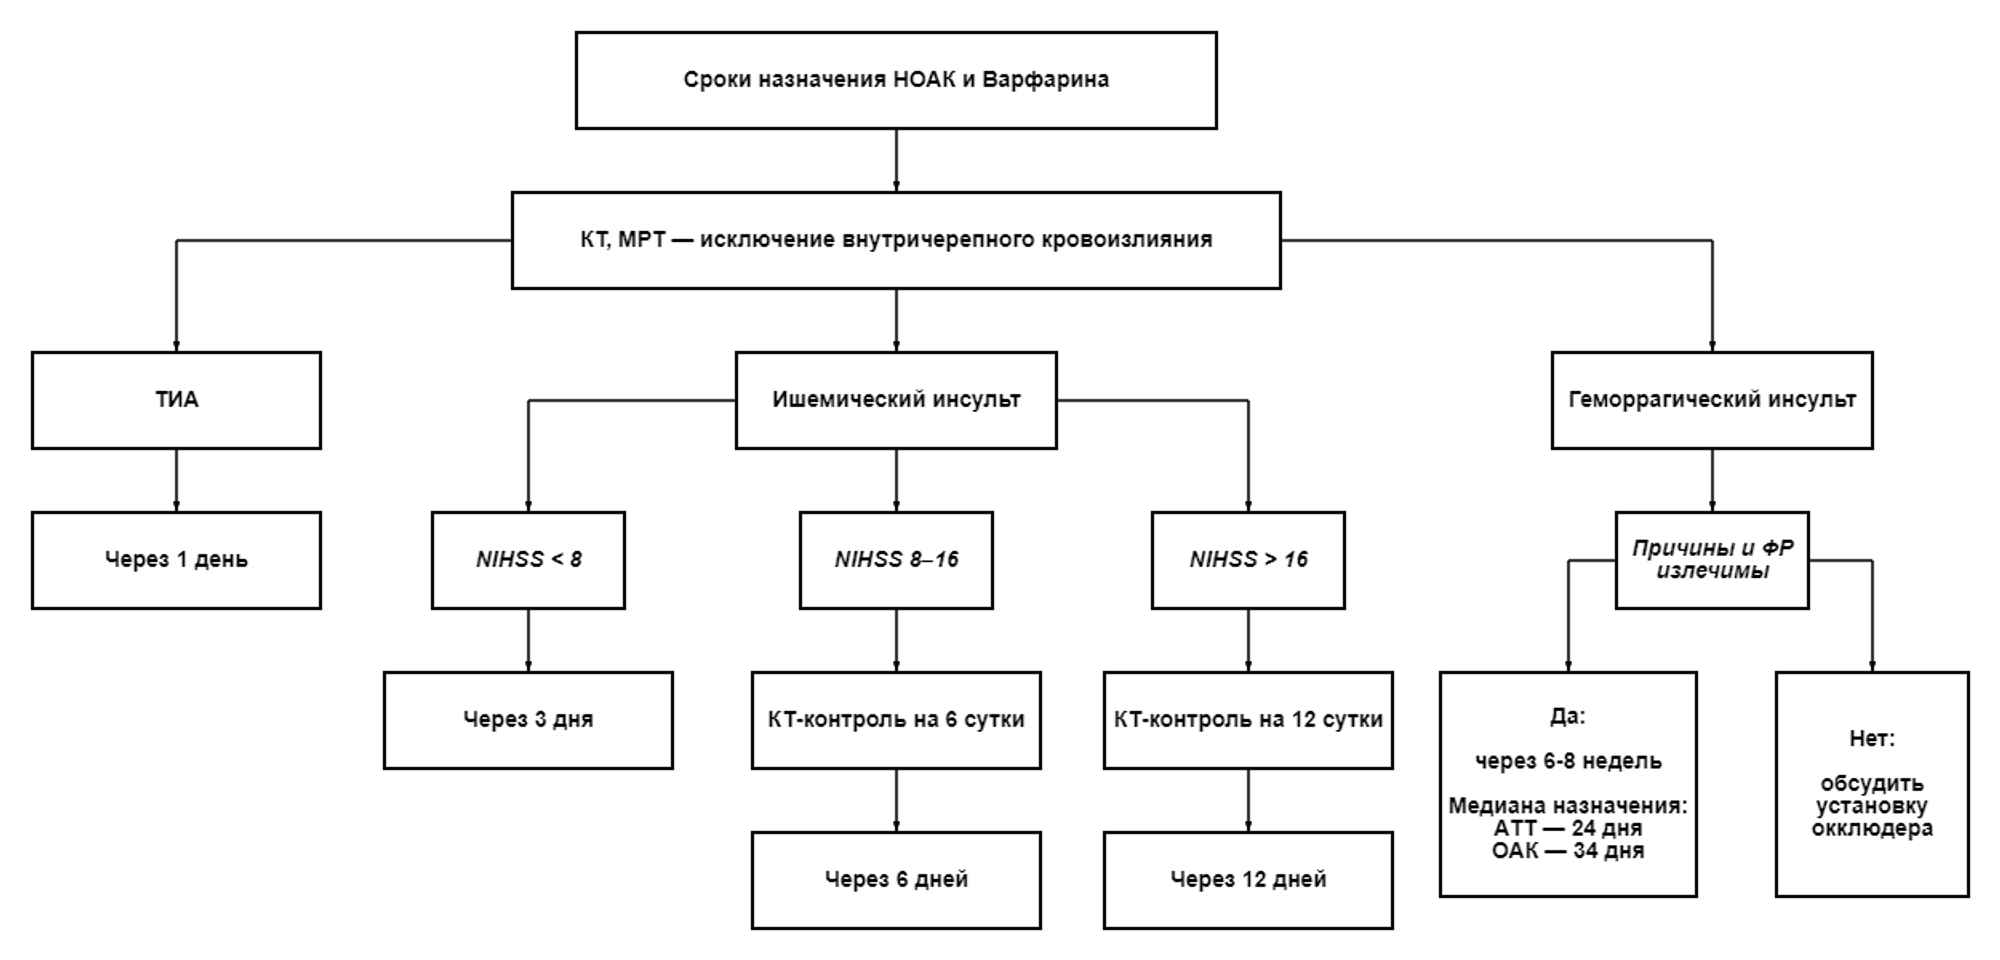 Сроки назначения НОАК и Варфарина
КТ, МРТ — исключение внутричерепного кровоизлияния
ТИА
Ишемический инсульт
Геморрагический инсульт
Через 1 день
NIHSS < 8
NIHSS 8–16
NIHSS > 16
Причины и ФР
излечимы
Через 3 дня
КТ-контроль на 6 сутки
КТ-контроль на 12 сутки
Да:
через 6-8 недель
Медиана назначения:
АТТ — 24 дня
ОАК — 34 дня
Нет:
обсудить
установку
окклюдера
Через 6 дней
Через 12 дней